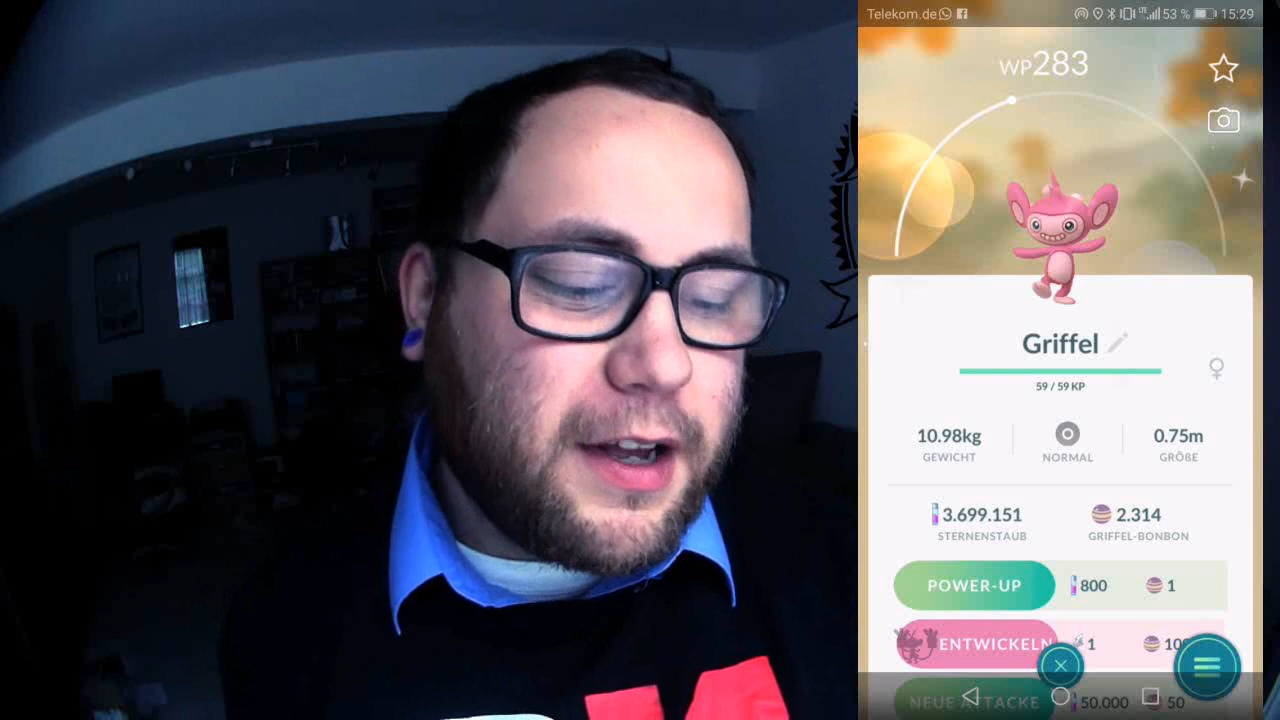 Telekom.de 53 % 15:29
WP283
Griffel
59 / 59 KP
10.98kg
GEWICHT
NORMAL
0.75m
GRÖßE
3.699.151
STERNENSTAUB
2.314
GRIFFEL-BONBON
POWER-UP 800 1
ENTWICKELN 1 100
NEUE ATTACKE 50.000 50